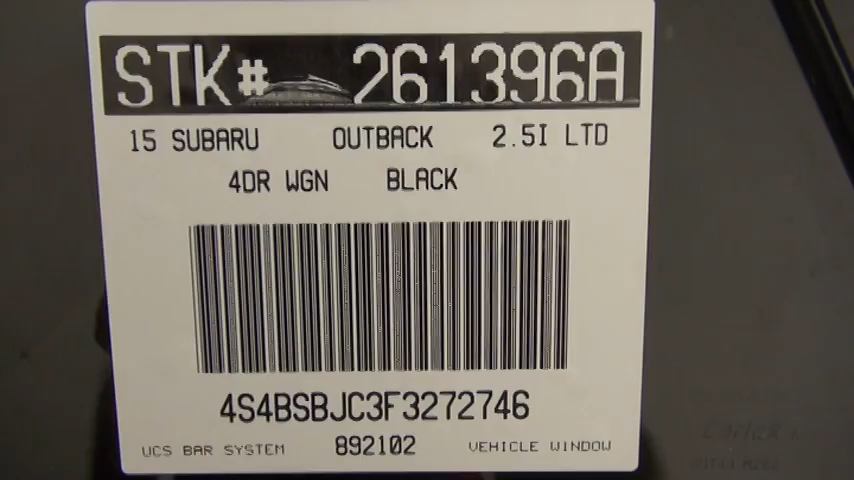 STK# 261396A
15 SUBARU OUTBACK 2.5I LTD
4DR WGN BLACK
4S4BSBJC3F3272746
UCS BAR SYSTEM 892102 VEHICLE WINDOW